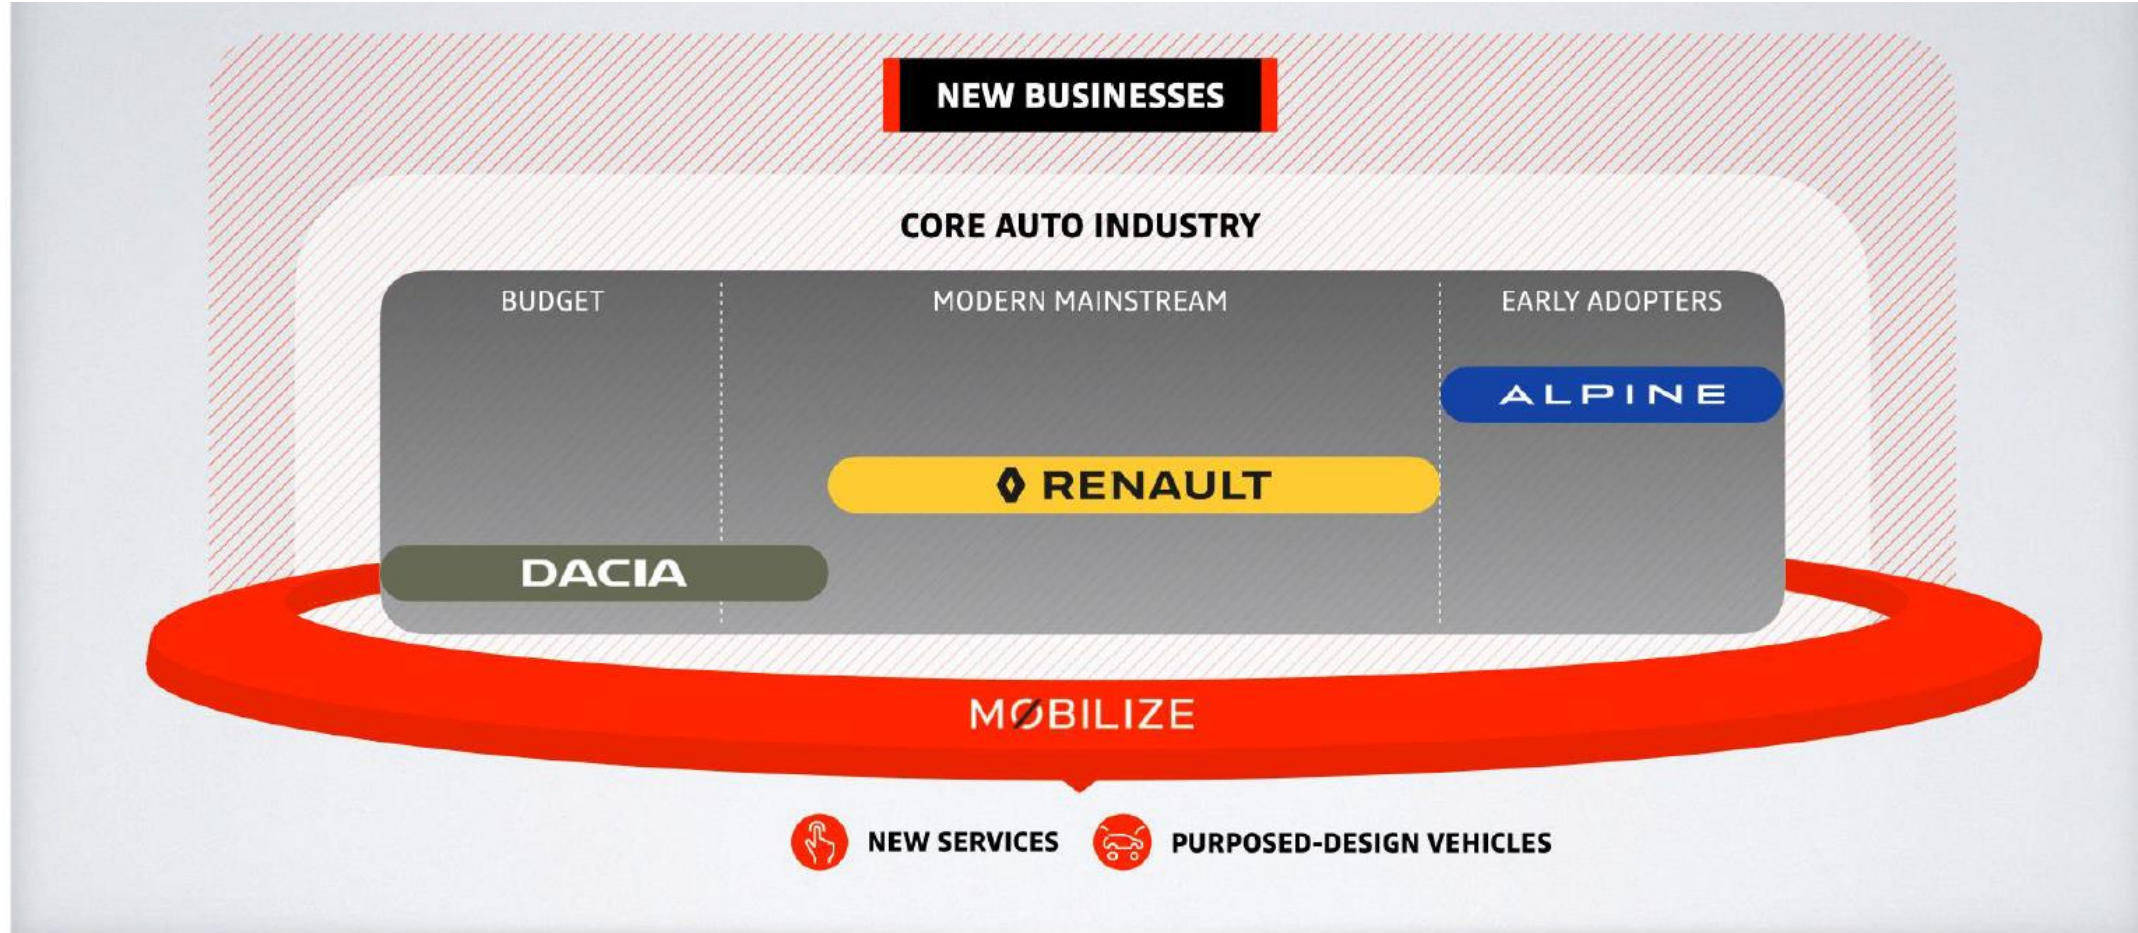 NEW BUSINESSES
CORE AUTO INDUSTRY
BUDGET
MODERN MAINSTREAM
EARLY ADOPTERS
ALPINE
RENAULT
DACIA
MØBILIZE
NEW SERVICES
PURPOSED-DESIGN VEHICLES